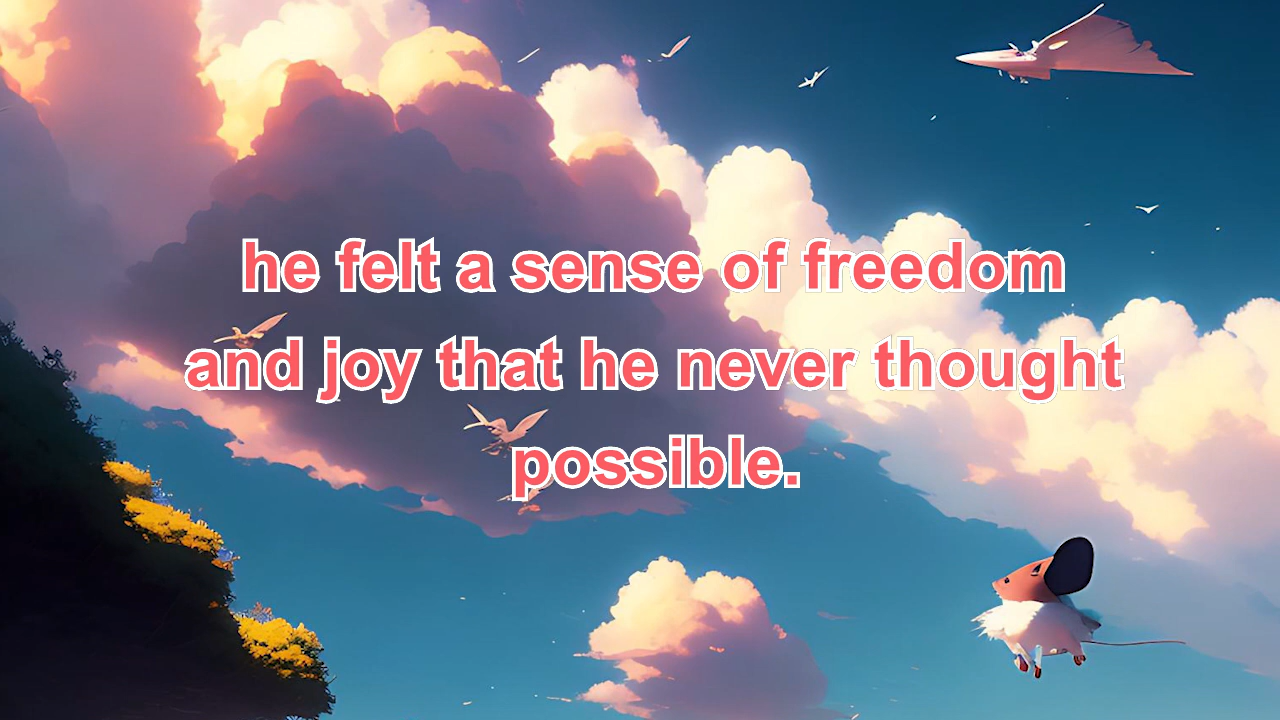 he felt a sense of freedom
and joy that he never thought
possible.